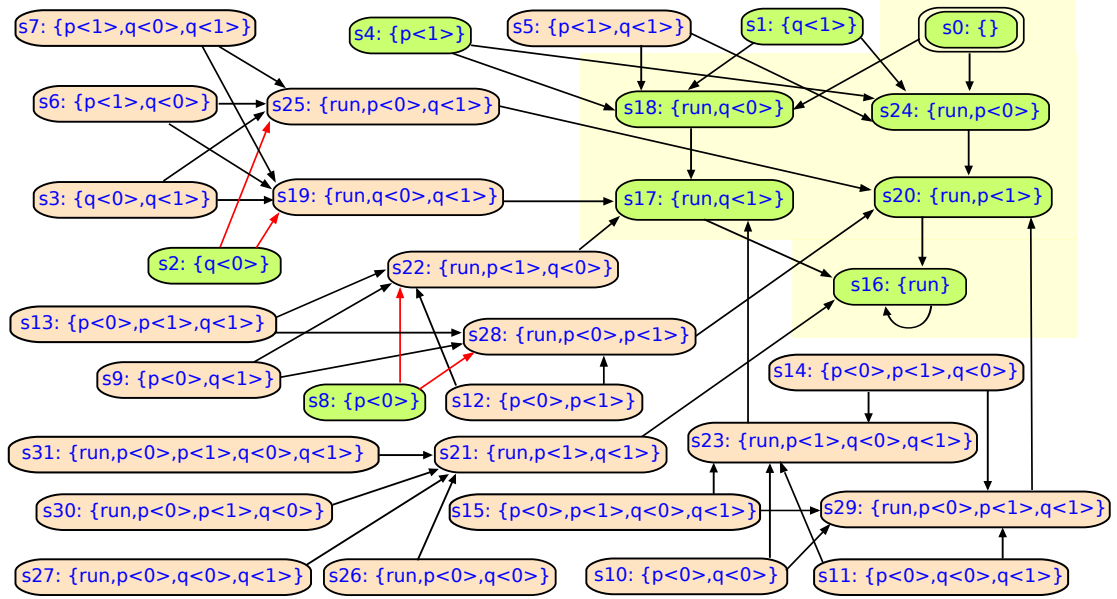 s7: {p<1>,q<0>,q<1>}
s4: {p<1>}
s5: {p<1>,q<1>}
s1: {q<1>}
s0: {}
s6: {p<1>,q<0>}
s25: {run,p<0>,q<1>}
s18: {run,q<0>}
s24: {run,p<0>}
s3: {q<0>,q<1>}
s19: {run,q<0>,q<1>}
s17: {run,q<1>}
s20: {run,p<1>}
s2: {q<0>}
s22: {run,p<1>,q<0>}
s16: {run}
s13: {p<0>,p<1>,q<1>}
s28: {run,p<0>,p<1>}
s9: {p<0>,q<1>}
s14: {p<0>,p<1>,q<0>}
s8: {p<0>}
s12: {p<0>,p<1>}
s31: {run,p<0>,p<1>,q<0>,q<1>}
s21: {run,p<1>,q<1>}
s23: {run,p<1>,q<0>,q<1>}
s30: {run,p<0>,p<1>,q<0>}
s15: {p<0>,p<1>,q<0>,q<1>}
s29: {run,p<0>,p<1>,q<1>}
s27: {run,p<0>,q<0>,q<1>}
s26: {run,p<0>,q<0>}
s10: {p<0>,q<0>}
s11: {p<0>,q<0>,q<1>}